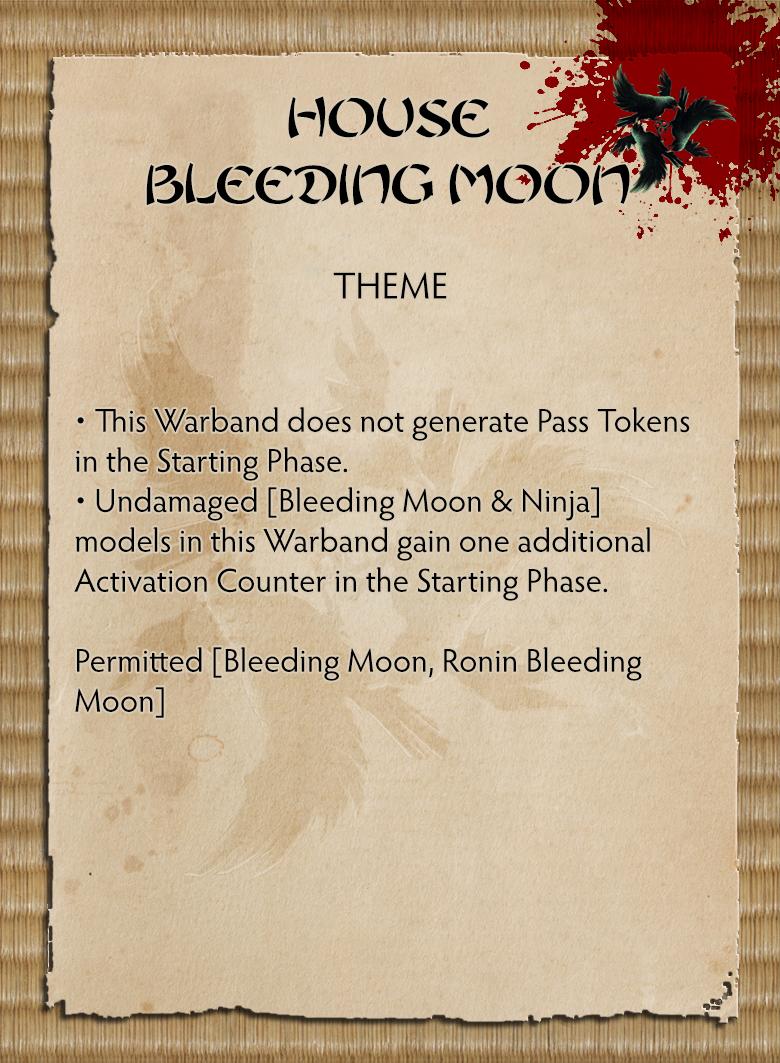 HOUSE
BLEEDING MOON
THEME
• This Warband does not generate Pass Tokens
in the Starting Phase.
• Undamaged [Bleeding Moon & Ninja]
models in this Warband gain one additional
Activation Counter in the Starting Phase.
Permitted [Bleeding Moon, Ronin Bleeding
Moon]